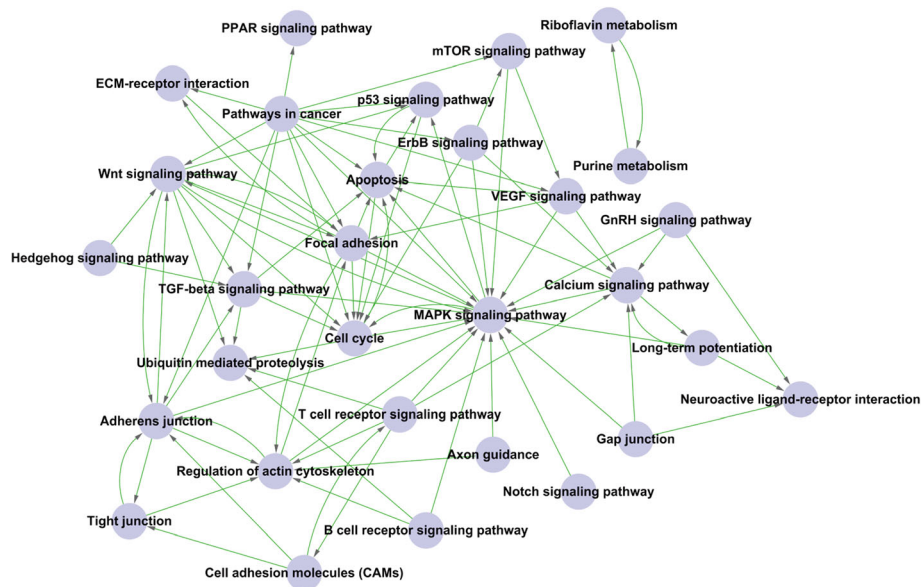 Riboflavin metabolism
PPAR signaling pathway
mTOR signaling pathway
ECM-receptor interaction
p53 signaling pathway
Pathways in cancer
ErbB signaling pathway
Purine metabolism
Wnt signaling pathway
Apoptosis
VEGF signaling pathway
GnRH signaling pathway
Focal adhesion
Hedgehog signaling pathway
TGF-beta signaling pathway
Calcium signaling pathway
MAPK signaling pathway
Cell cycle
Long-term potentiation
Ubiquitin mediated proteolysis
Neuroactive ligand-receptor interaction
T cell receptor signaling pathway
Adherens junction
Gap junction
Axon guidance
Regulation of actin cytoskeleton
Notch signaling pathway
Tight junction
B cell receptor signaling pathway
Cell adhesion molecules (CAMs)